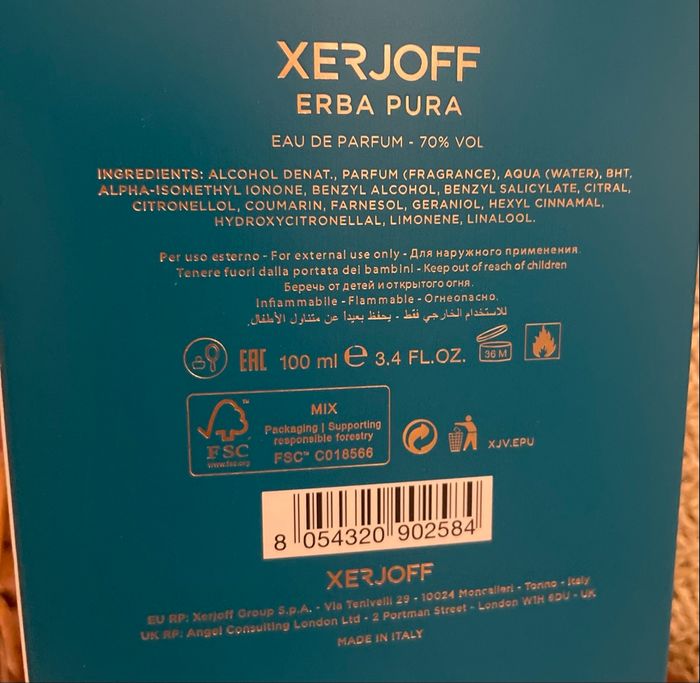 XERJOFF
ERBA PURA
EAU DE PARFUM - 70% VOL
INGREDIENTS: ALCOHOL DENAT., PARFUM (FRAGRANCE), AQUA (WATER), BHT,
ALPHA-ISOMETHYL IONONE, BENZYL ALCOHOL, BENZYL SALICYLATE, CITRAL,
CITRONELLOL, COUMARIN, FARNESOL, GERANIOL, HEXYL CINNAMAL,
HYDROXYCITRONELLAL, LIMONENE, LINALOOL.
Per uso esterno - For external use only - Для наружного применения.
Tenere fuori dalla portata dei bambini - Keep out of reach of children
Беречь от детей и открытого огня.
Infiammabile - Flammable - Огнеопасно.
للاستخدام الخارجي فقط - يحفظ بعيداً عن متناول الأطفال.
EAC 100 ml e 3.4 FL.OZ. 36 M
FSC™
www.fsc.org
MIX
Packaging | Supporting
responsible forestry
FSC™ C018566
XJV.EPU
8 054320 902584
XERJOFF
EU RP: Xerjoff Group S.p.A. - Via Tenivelli 29 - 10024 Moncalieri - Torino - Italy
UK RP: Angel Consulting London Ltd - 2 Portman Street - London W1H 6DU - UK
MADE IN ITALY